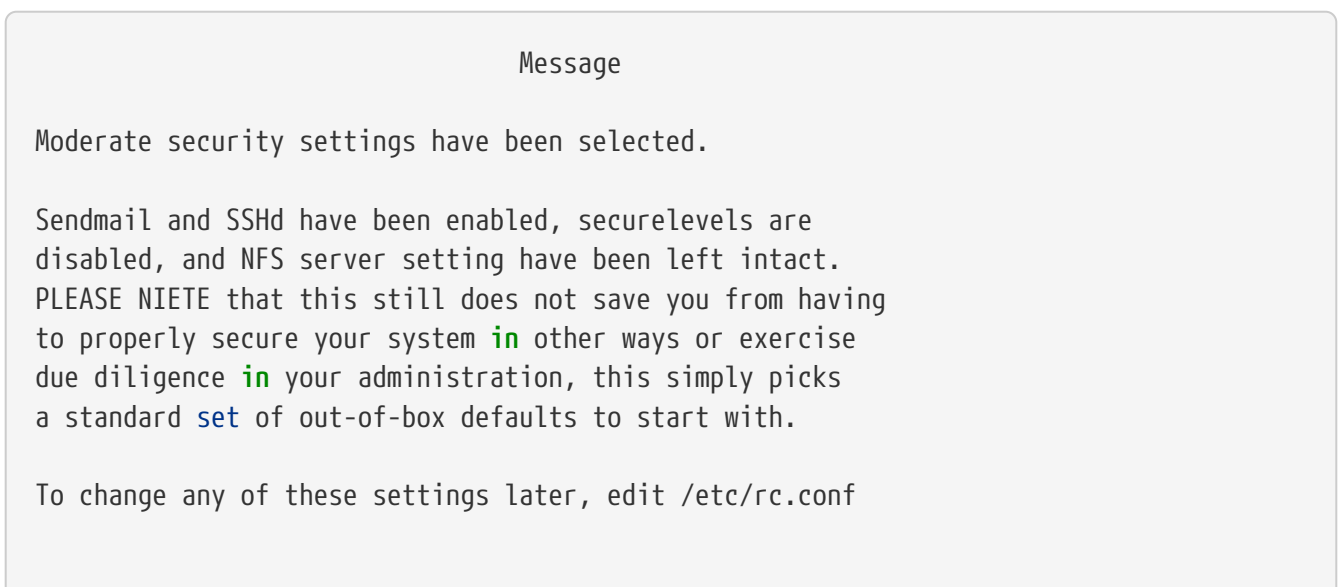 Message
Moderate security settings have been selected.
Sendmail and SSHd have been enabled, securelevels are
disabled, and NFS server setting have been left intact.
PLEASE NIETE that this still does not save you from having
to properly secure your system in other ways or exercise
due diligence in your administration, this simply picks
a standard set of out-of-box defaults to start with.
To change any of these settings later, edit /etc/rc.conf